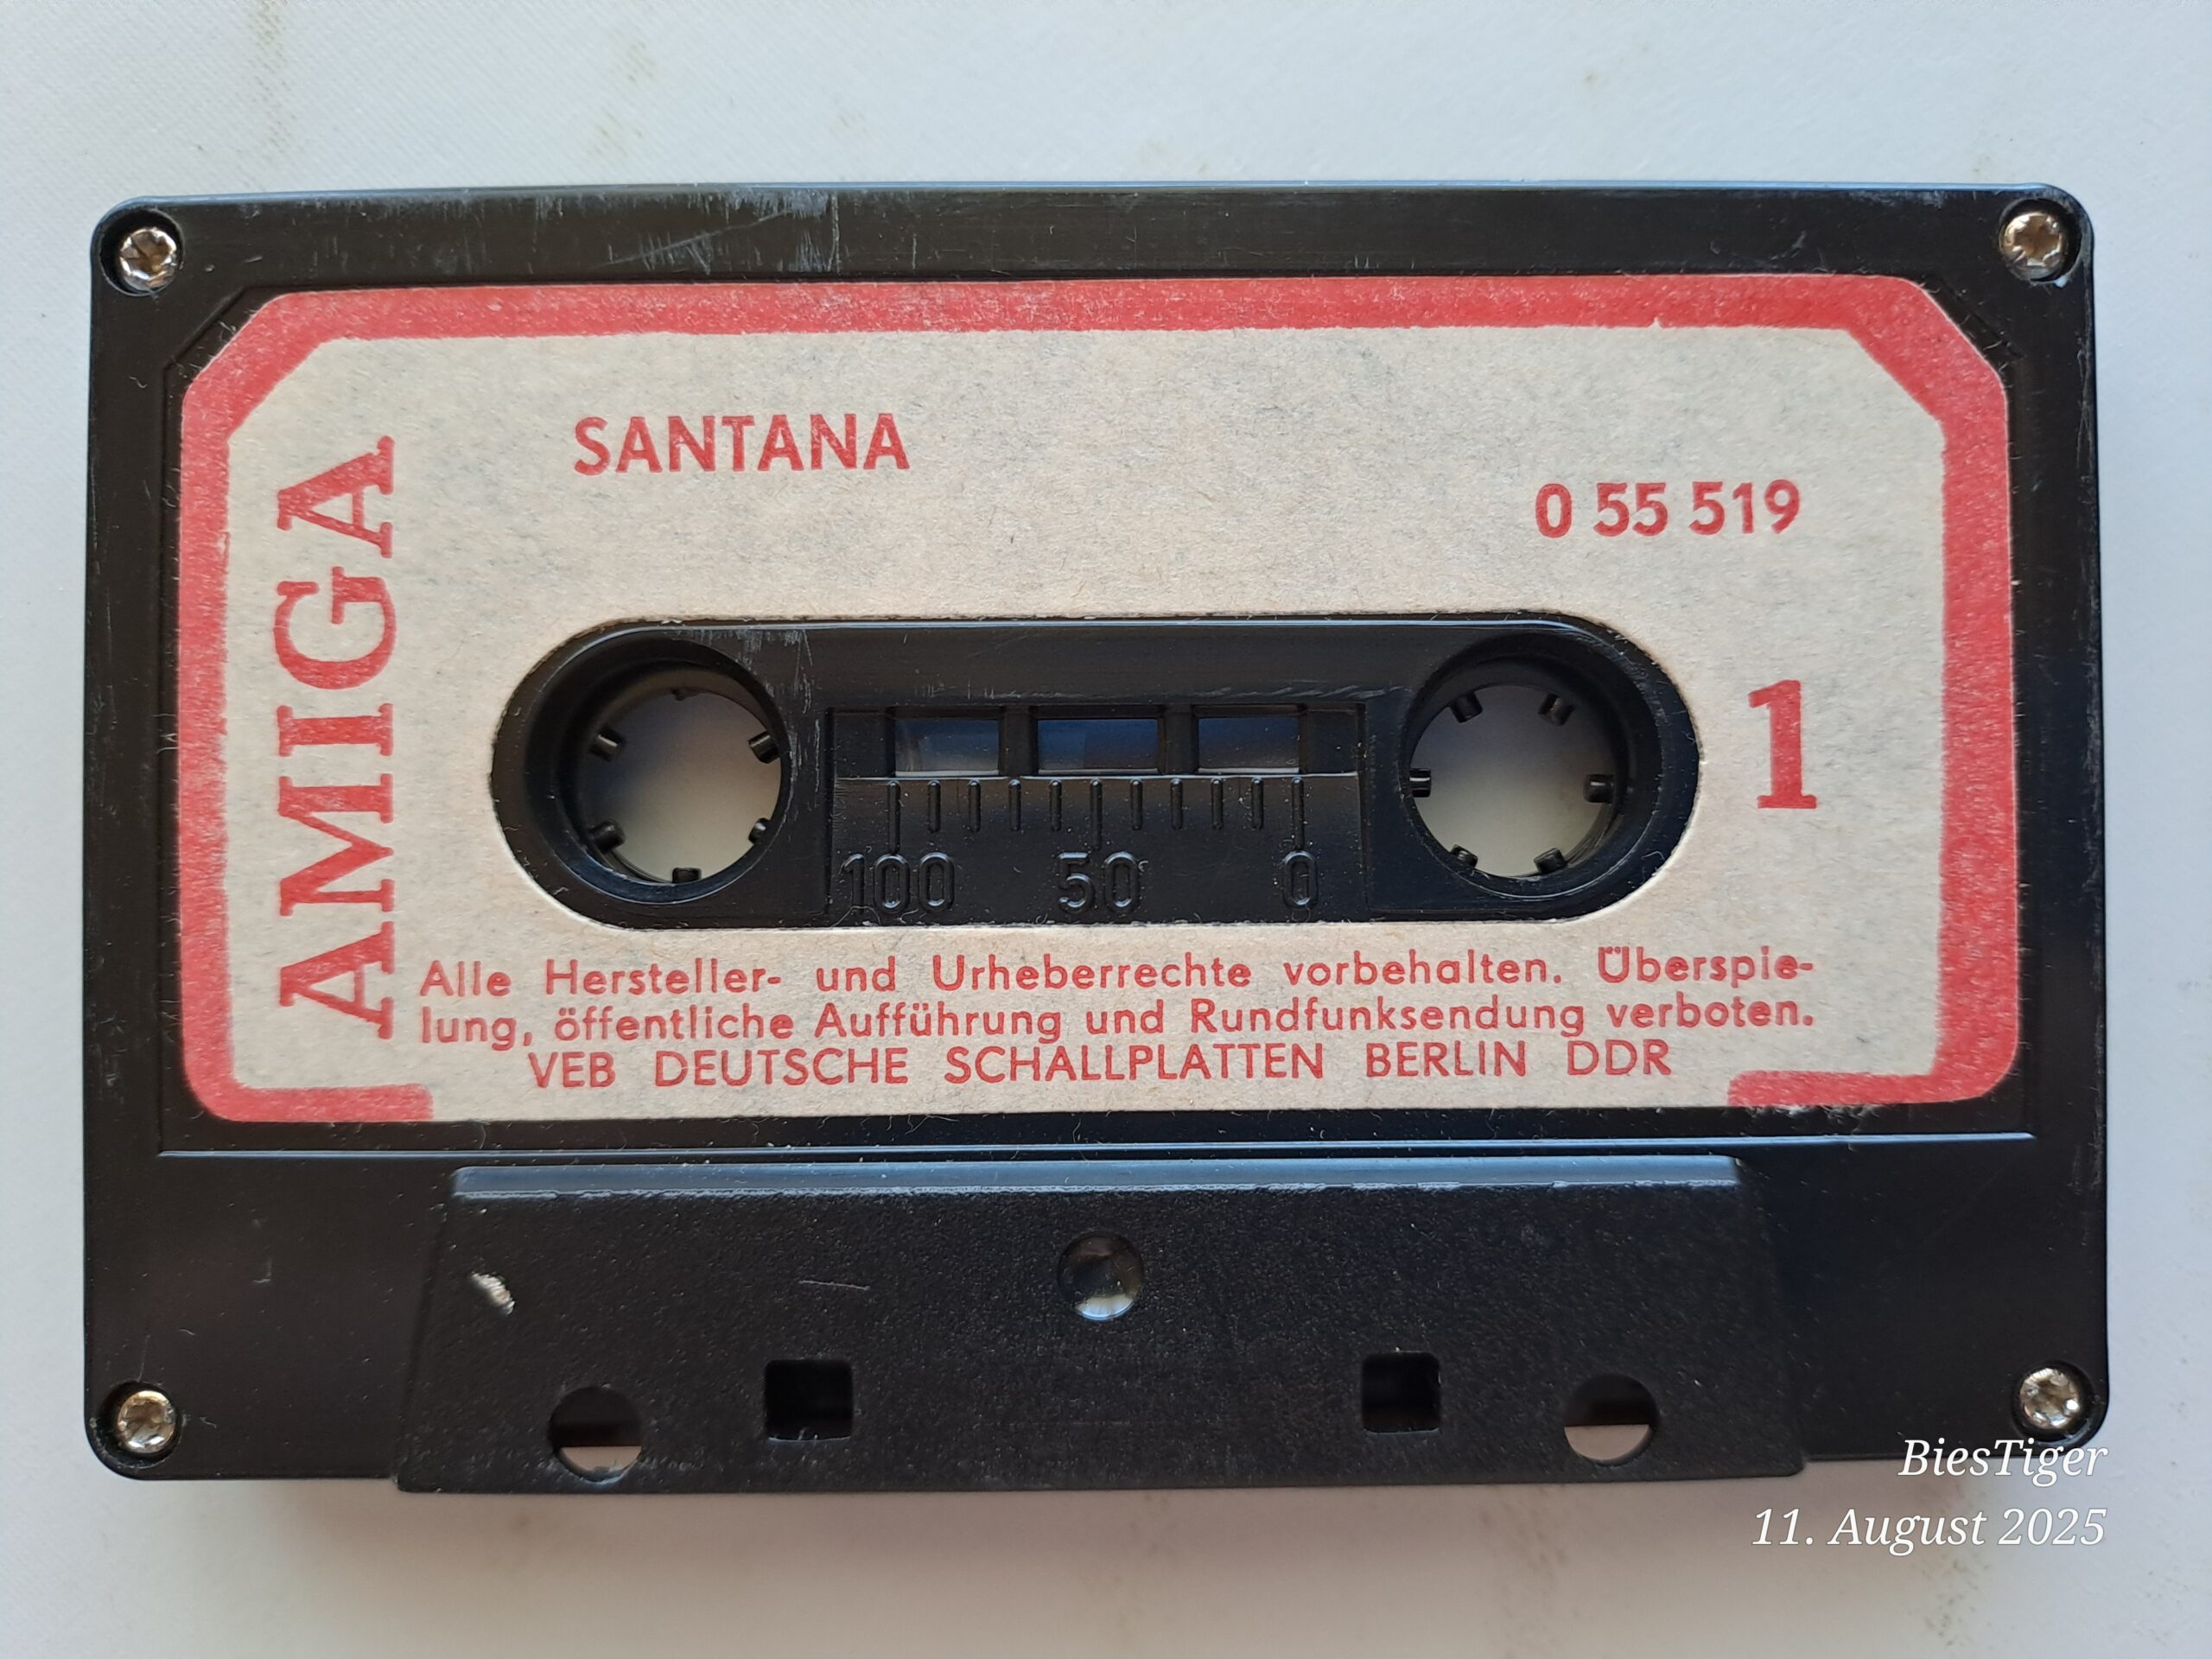 SANTANA
0 55 519
AMIGA
1
100 50 0
Alle Hersteller- und Urheberrechte vorbehalten. Überspie-
lung, öffentliche Aufführung und Rundfunksendung verboten.
VEB DEUTSCHE SCHALLPLATTEN BERLIN DDR
BiesTiger
11. August 2025